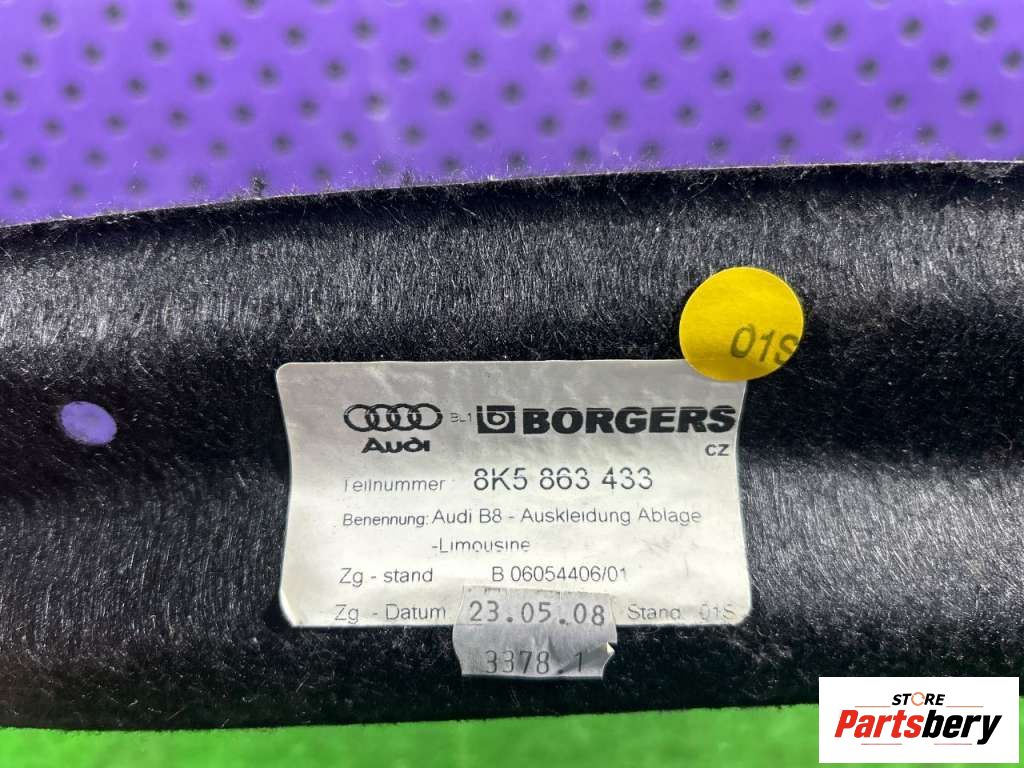 01S
BL1 BORGERS
Audi
CZ
Teilnummer: 8K5 863 433
Benennung: Audi B8 - Auskleidung Ablage
-Limousine
Zg - stand B 06054406/01
Zg - Datum 23.05.08 Stand 01S
3378 1
STORE
Partsbery